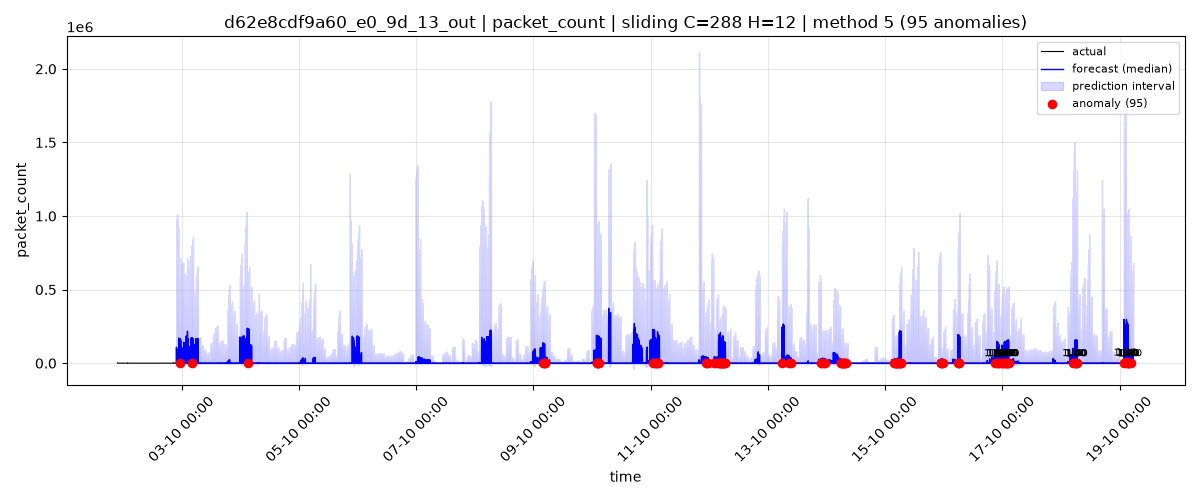 d62e8cdf9a60_e0_9d_13_out | packet_count | sliding C=288 H=12 | method 5 (95 anomalies)
1e6
2.0
1.5
1.0
0.5
0.0
packet_count
actual
forecast (median)
prediction interval
anomaly (95)
03-10 00:00
05-10 00:00
07-10 00:00
09-10 00:00
11-10 00:00
13-10 00:00
15-10 00:00
17-10 00:00
19-10 00:00
time